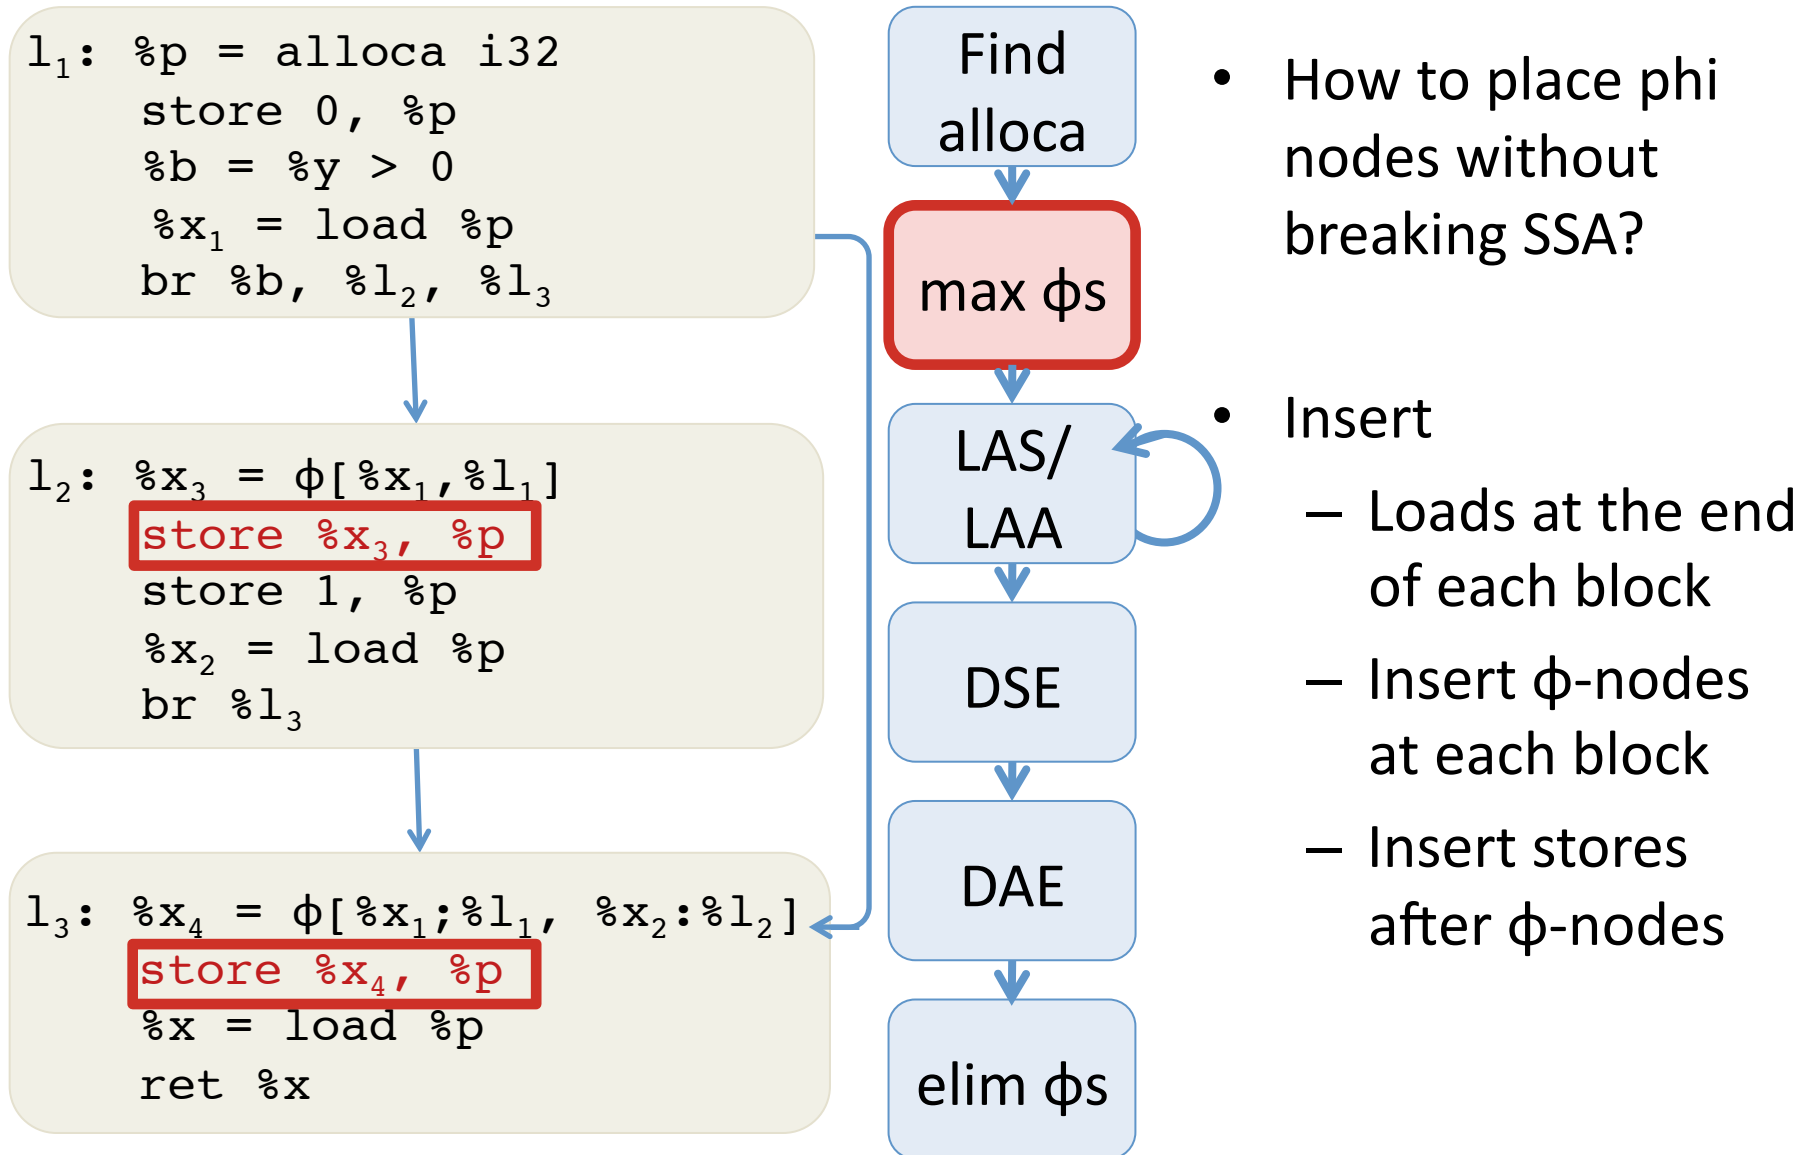 l₁: %p = alloca i32
store 0, %p
%b = %y > 0
%x₁ = load %p
br %b, %l₂, %l₃
l₂: %x₃ = ϕ[%x₁,%l₁]
store %x₃, %p
store 1, %p
%x₂ = load %p
br %l₃
l₃: %x₄ = ϕ[%x₁;%l₁, %x₂:%l₂]
store %x₄, %p
%x = load %p
ret %x
Find
alloca
max ϕs
LAS/
LAA
DSE
DAE
elim ϕs
• How to place phi
nodes without
breaking SSA?
• Insert
– Loads at the end
of each block
– Insert ϕ-nodes
at each block
– Insert stores
after ϕ-nodes